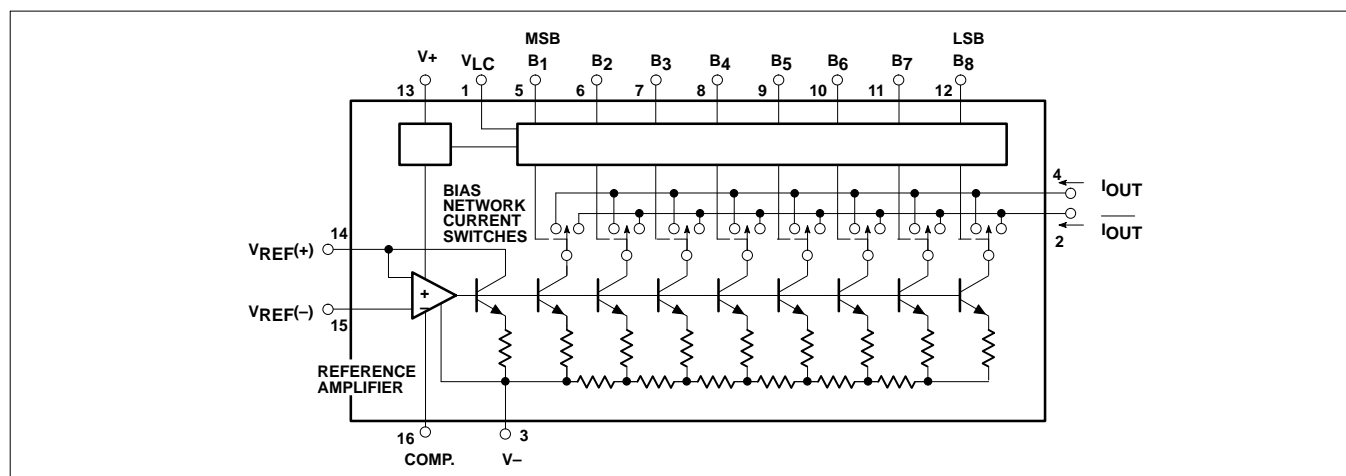 MSB LSB
V+ VLC B1 B2 B3 B4 B5 B6 B7 B8
13 1 5 6 7 8 9 10 11 12
4 IOUT
BIAS
NETWORK
CURRENT
SWITCHES
2 IOUT
14
VREF(+)
+
VREF(–)
–
15
REFERENCE
AMPLIFIER
16 3
COMP. V–